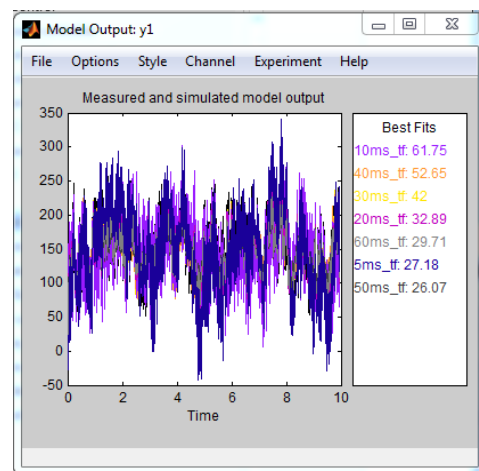 Model Output: y1
File Options Style Channel Experiment Help
Measured and simulated model output
350
300
250
200
150
100
50
0
-50
0 2 4 6 8 10
Time
Best Fits
10ms_tf: 61.75
40ms_tf: 52.65
30ms_tf: 42
20ms_tf: 32.89
60ms_tf: 29.71
5ms_tf: 27.18
50ms_tf: 26.07